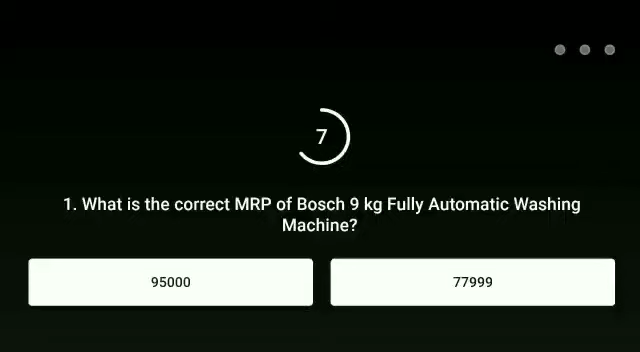 7
1. What is the correct MRP of Bosch 9 kg Fully Automatic Washing
Machine?
95000
77999